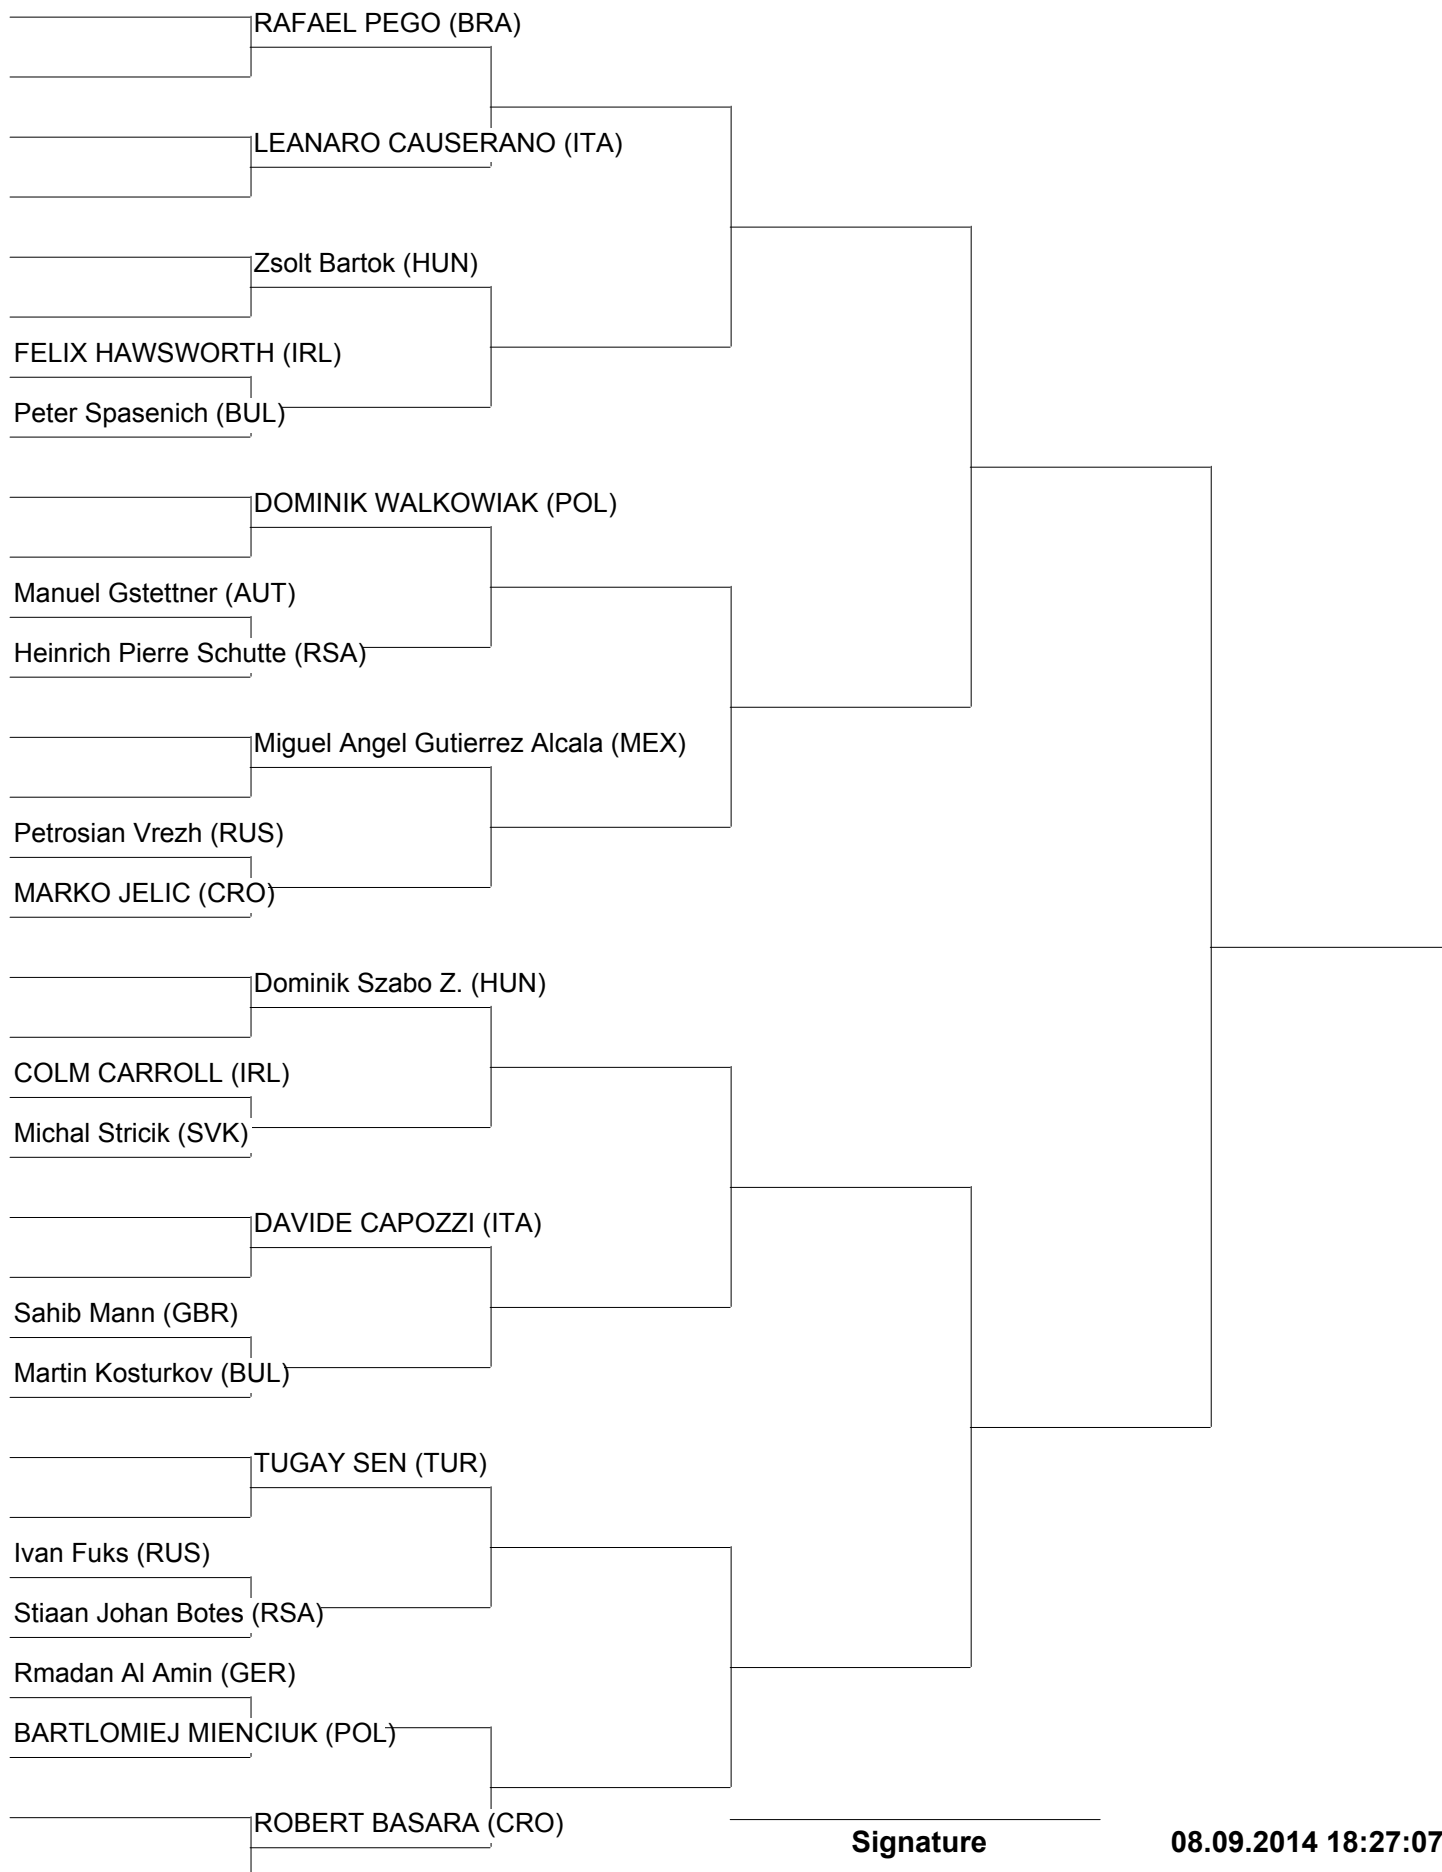 RAFAEL PEGO (BRA)
LEANARO CAUSERANO (ITA)
Zsolt Bartok (HUN)
FELIX HAWSWORTH (IRL)
Peter Spasenich (BUL)
DOMINIK WALKOWIAK (POL)
Manuel Gstettner (AUT)
Heinrich Pierre Schutte (RSA)
Miguel Angel Gutierrez Alcala (MEX)
Petrosian Vrezh (RUS)
MARKO JELIC (CRO)
Dominik Szabo Z. (HUN)
COLM CARROLL (IRL)
Michal Stricik (SVK)
DAVIDE CAPOZZI (ITA)
Sahib Mann (GBR)
Martin Kosturkov (BUL)
TUGAY SEN (TUR)
Ivan Fuks (RUS)
Stiaan Johan Botes (RSA)
Rmadan Al Amin (GER)
BARTLOMIEJ MIENCIUK (POL)
ROBERT BASARA (CRO)
Signature 08.09.2014 18:27:07